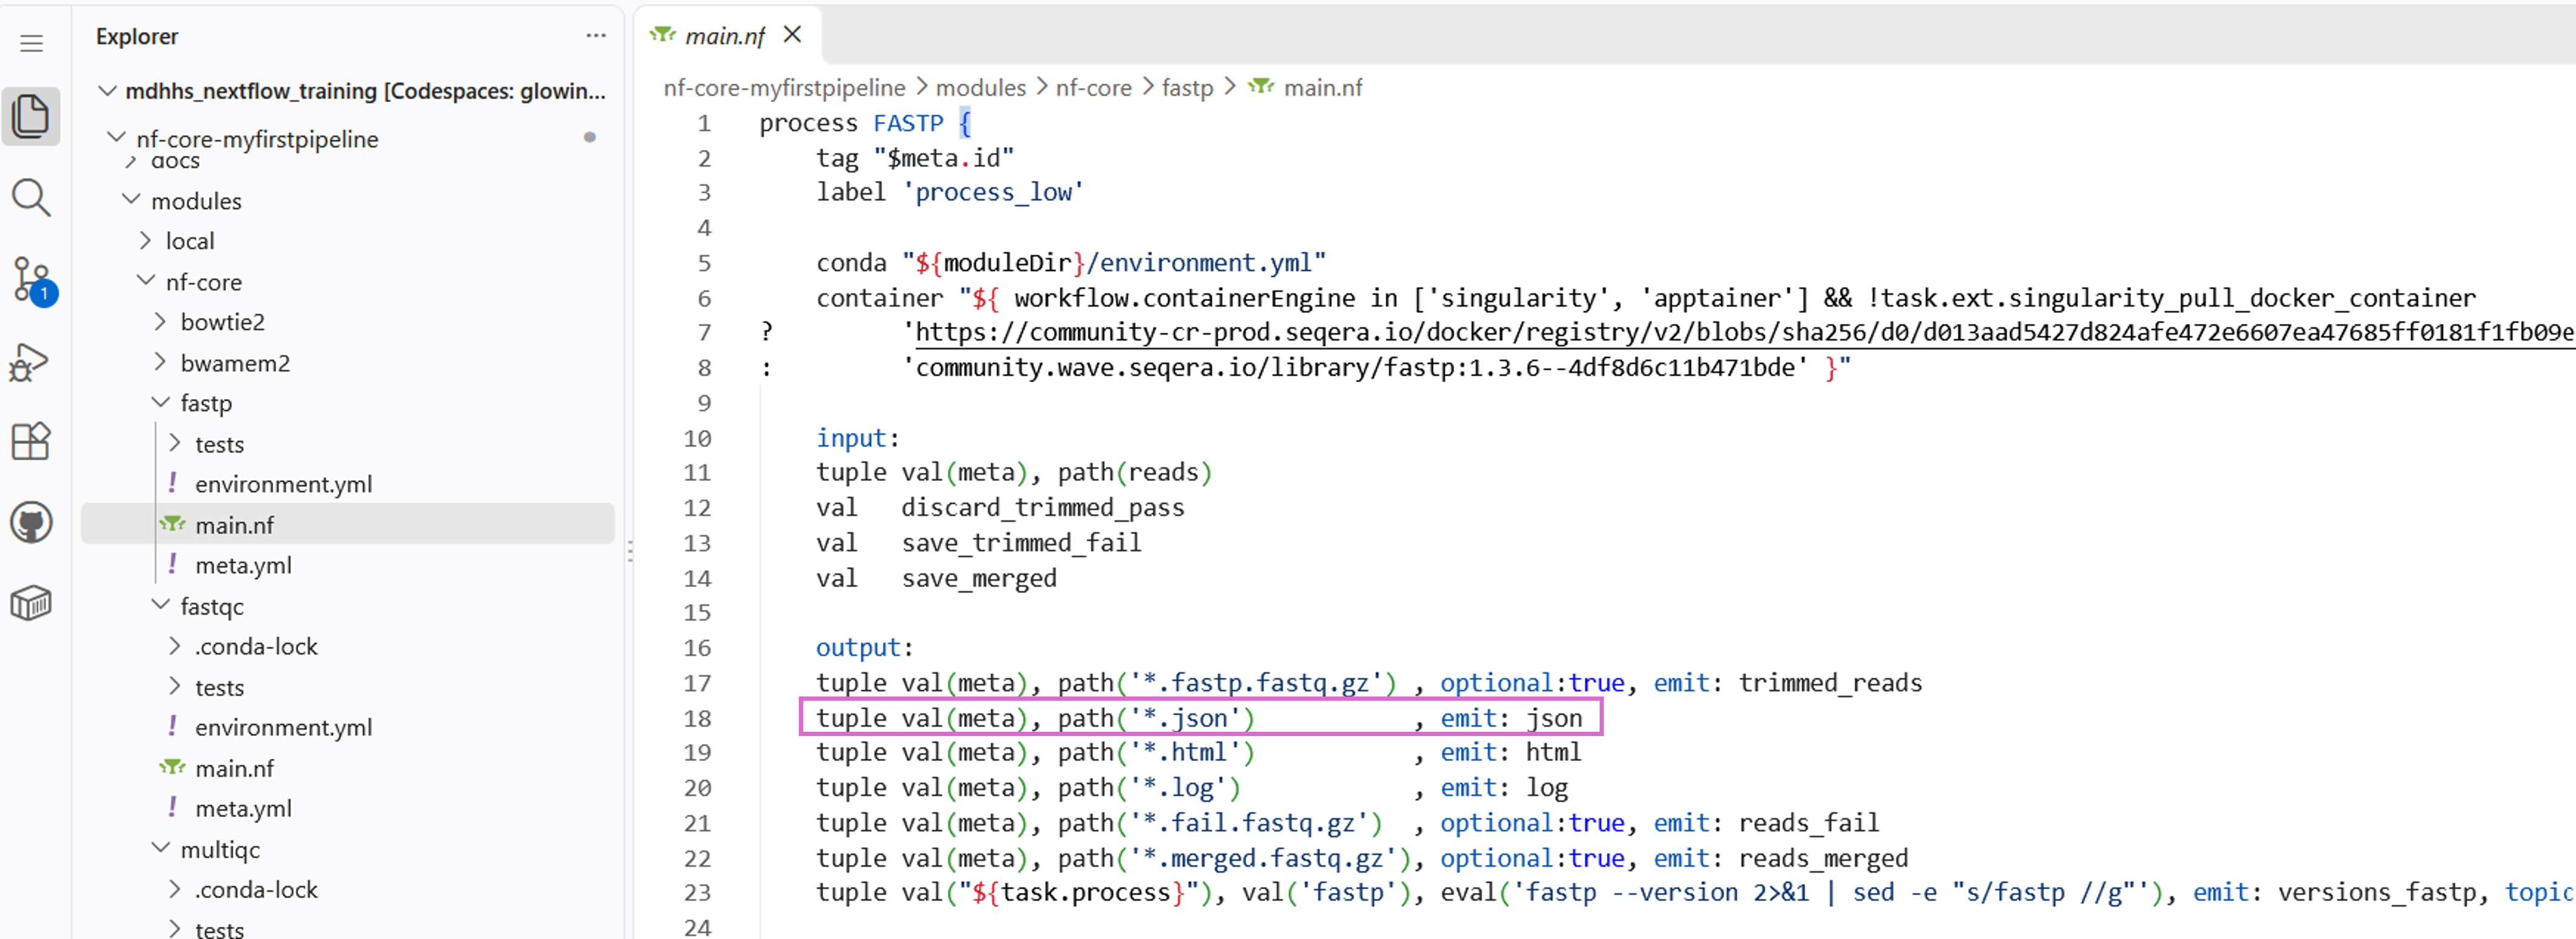 Explorer
mdhhs_nextflow_training [Codespaces: glowin...
nf-core-myfirstpipeline
docs
modules
local
nf-core
bowtie2
bwamem2
fastp
tests
! environment.yml
main.nf
! meta.yml
fastqc
.conda-lock
tests
! environment.yml
main.nf
! meta.yml
multiqc
.conda-lock
tests
1
main.nf
nf-core-myfirstpipeline > modules > nf-core > fastp > main.nf
1 process FASTP {
2 tag "$meta.id"
3 label 'process_low'
4
5 conda "${moduleDir}/environment.yml"
6 container "${ workflow.containerEngine in ['singularity', 'apptainer'] && !task.ext.singularity_pull_docker_container
7 ? 'https://community-cr-prod.seqera.io/docker/registry/v2/blobs/sha256/d0/d013aad5427d824afe472e6607ea47685ff0181f1fb09e
8 : 'community.wave.seqera.io/library/fastp:1.3.6--4df8d6c11b471bde' }"
9
10 input:
11 tuple val(meta), path(reads)
12 val discard_trimmed_pass
13 val save_trimmed_fail
14 val save_merged
15
16 output:
17 tuple val(meta), path('*.fastp.fastq.gz') , optional:true, emit: trimmed_reads
18 tuple val(meta), path('*.json') , emit: json
19 tuple val(meta), path('*.html') , emit: html
20 tuple val(meta), path('*.log') , emit: log
21 tuple val(meta), path('*.fail.fastq.gz') , optional:true, emit: reads_fail
22 tuple val(meta), path('*.merged.fastq.gz'), optional:true, emit: reads_merged
23 tuple val("${task.process}"), val('fastp'), eval('fastp --version 2>&1 | sed -e "s/fastp //g"'), emit: versions_fastp, topic
24